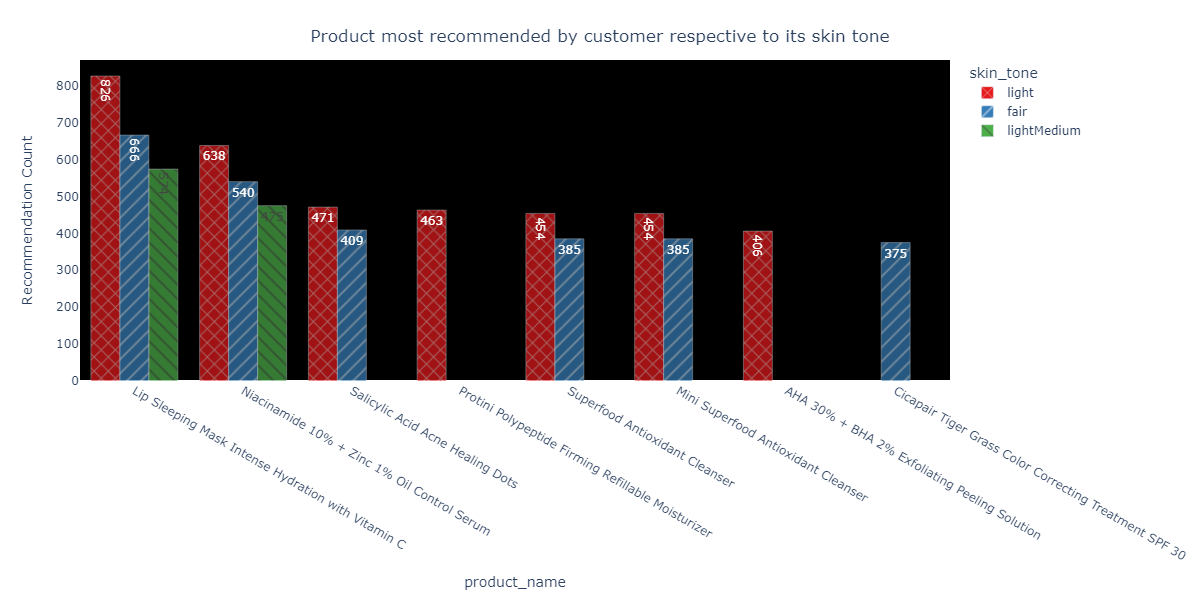 Product most recommended by customer respective to its skin tone
Recommendation Count
800
700
600
500
400
300
200
100
0
826
666
574
638
540
475
471
409
463
454
385
454
385
406
375
Lip Sleeping Mask Intense Hydration with Vitamin C
Niacinamide 10% + Zinc 1% Oil Control Serum
Salicylic Acid Acne Healing Dots
Protini Polypeptide Firming Refillable Moisturizer
Superfood Antioxidant Cleanser
Mini Superfood Antioxidant Cleanser
AHA 30% + BHA 2% Exfoliating Peeling Solution
Cicapair Tiger Grass Color Correcting Treatment SPF 30
product_name
skin_tone
light
fair
lightMedium